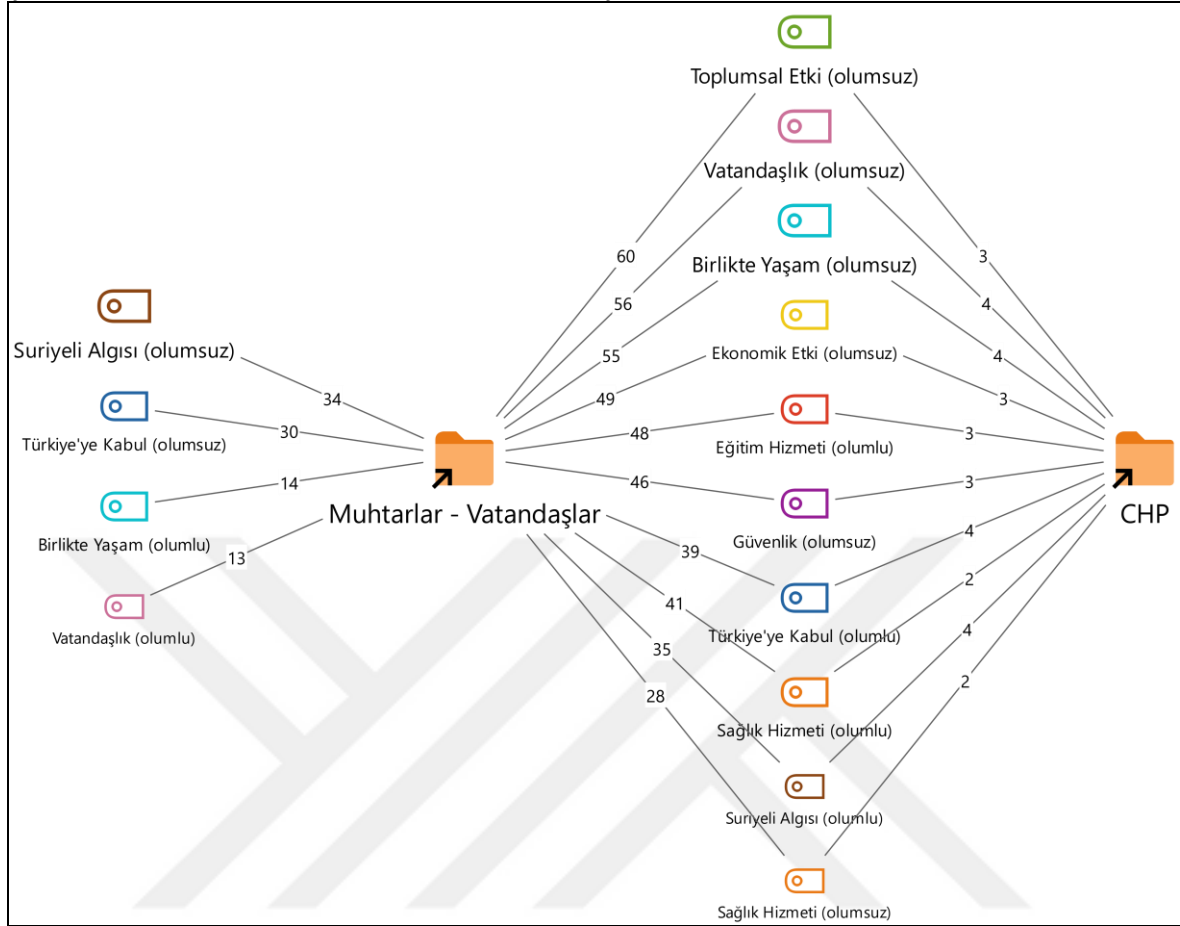 Toplumsal Etki (olumsuz)
Vatandaşlık (olumsuz)
Birlikte Yaşam (olumsuz)
60
3
Suriyeli Algısı (olumsuz)
56
4
Ekonomik Etki (olumsuz)
55
4
34
49
3
Türkiye'ye Kabul (olumsuz)
30
48
Eğitim Hizmeti (olumlu)
3
14
46
3
Muhtarlar - Vatandaşlar
CHP
Birlikte Yaşam (olumlu)
Güvenlik (olumsuz)
13
39
4
41
2
Vatandaşlık (olumlu)
Türkiye'ye Kabul (olumlu)
35
4
28
2
Sağlık Hizmeti (olumlu)
Suriyeli Algısı (olumlu)
Sağlık Hizmeti (olumsuz)